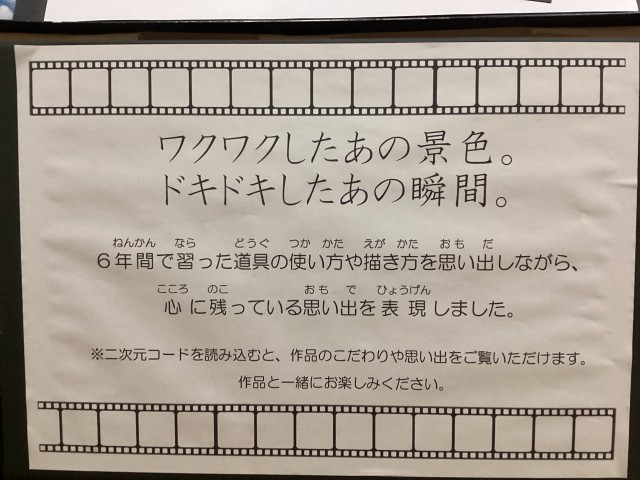 ワクワクしたあの景色。
ドキドキしたあの瞬間。
ねんかん なら どうぐ つか かた えが かた おも だ
６年間で習った道具の使い方や描き方を思い出しながら、
こころ のこ おも で ひょうげん
心に残っている思い出を表現しました。
※二次元コードを読み込むと、作品のこだわりや思い出をご覧いただけます。
作品と一緒にお楽しみください。